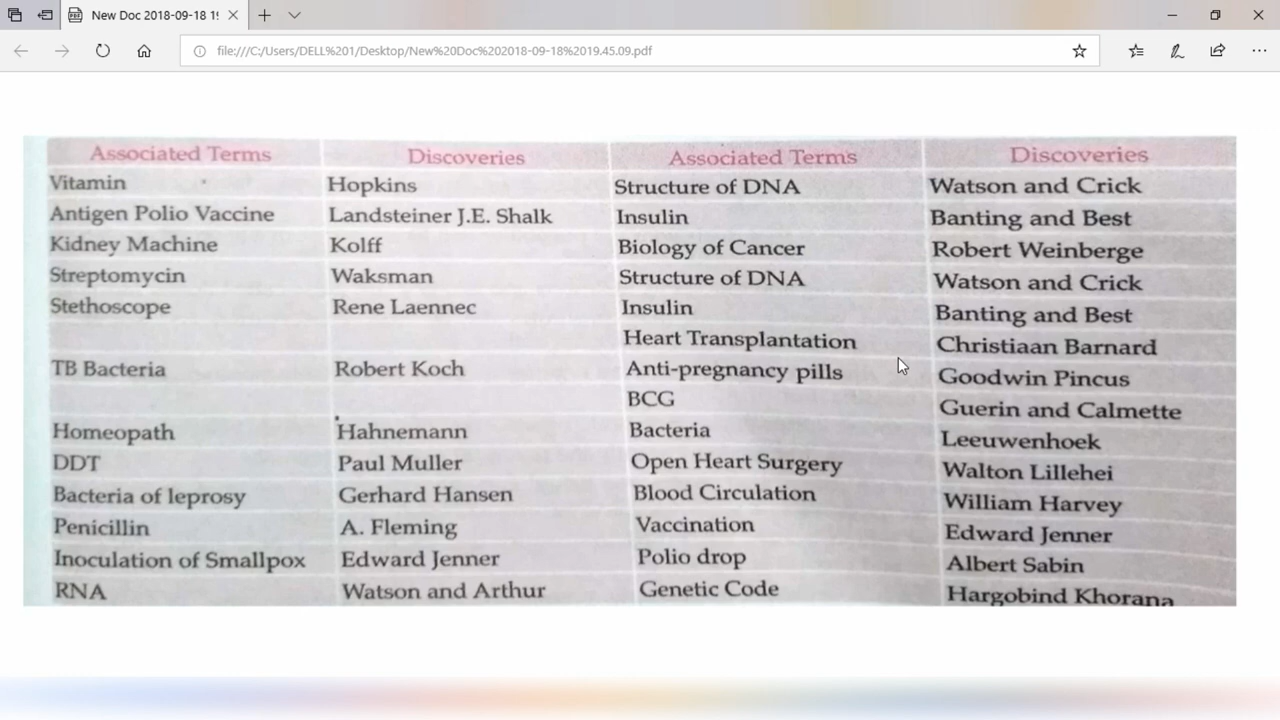 New Doc 2018-09-18 19
file:///C:/Users/DELL%201/Desktop/New%20Doc%202018-09-18%2019.45.09.pdf
Associated Terms Discoveries Associated Terms Discoveries
Vitamin Hopkins Structure of DNA Watson and Crick
Antigen Polio Vaccine Landsteiner J.E. Shalk Insulin Banting and Best
Kidney Machine Kolff Biology of Cancer Robert Weinberge
Streptomycin Waksman Structure of DNA Watson and Crick
Stethoscope Rene Laennec Insulin Banting and Best
Heart Transplantation Christiaan Barnard
TB Bacteria Robert Koch Anti-pregnancy pills Goodwin Pincus
BCG Guerin and Calmette
Homeopath Hahnemann Bacteria Leeuwenhoek
DDT Paul Muller Open Heart Surgery Walton Lillehei
Bacteria of leprosy Gerhard Hansen Blood Circulation William Harvey
Penicillin A. Fleming Vaccination Edward Jenner
Inoculation of Smallpox Edward Jenner Polio drop Albert Sabin
RNA Watson and Arthur Genetic Code Hargobind Khorana